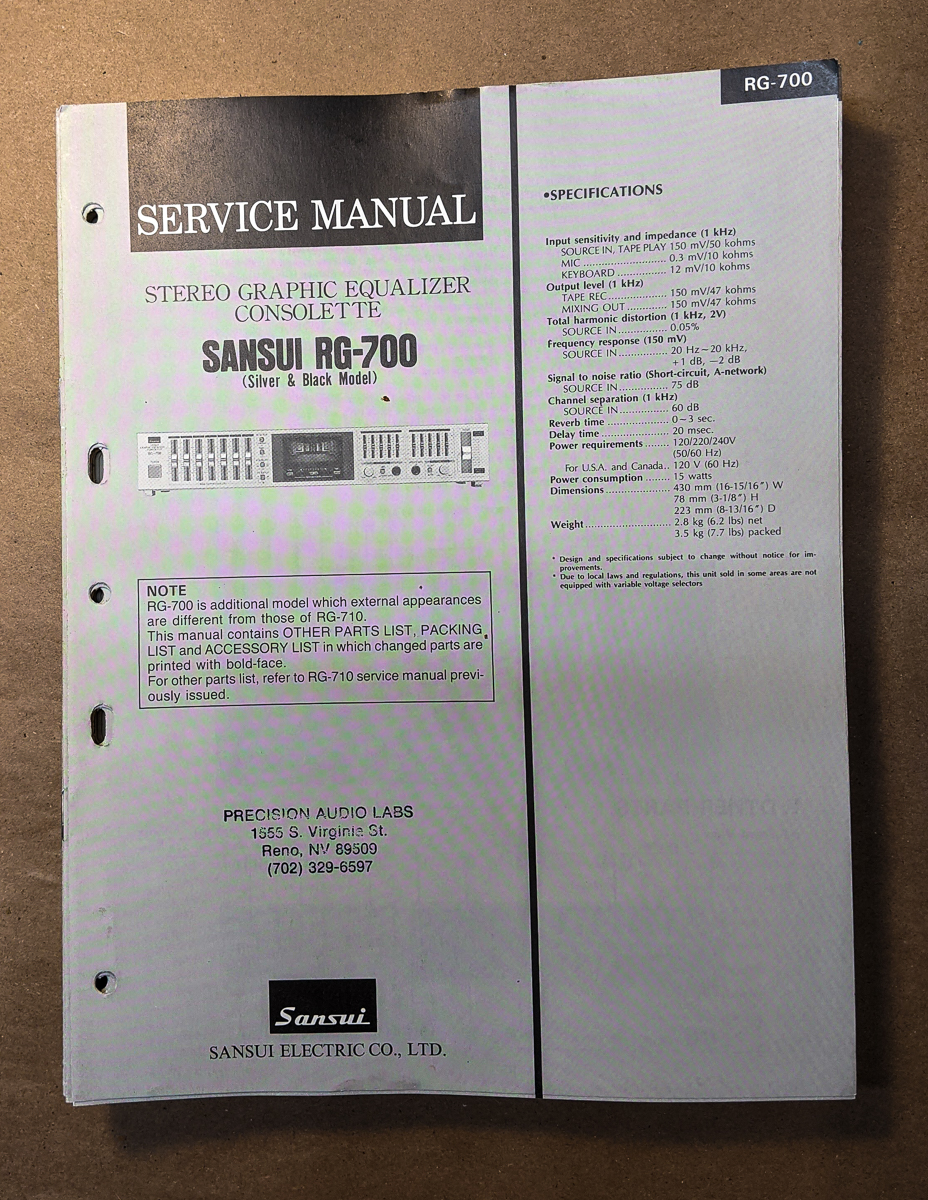 RG-700
SERVICE MANUAL
STEREO GRAPHIC EQUALIZER
CONSOLETTE
SANSUI RG-700
(Silver & Black Model)
NOTE
RG-700 is additional model which external appearances
are different from those of RG-710.
This manual contains OTHER PARTS LIST, PACKING
LIST and ACCESSORY LIST in which changed parts are
printed with bold-face.
For other parts list, refer to RG-710 service manual previ-
ously issued.
PRECISION AUDIO LABS
1555 S. Virginia St.
Reno, NV 89509
(702) 329-6597
Sansui
SANSUI ELECTRIC CO., LTD.
•SPECIFICATIONS
Input sensitivity and impedance (1 kHz)
SOURCE IN, TAPE PLAY 150 mV/50 kohms
MIC ........................ 0.3 mV/10 kohms
KEYBOARD .............. 12 mV/10 kohms
Output level (1 kHz)
TAPE REC................. 150 mV/47 kohms
MIXING OUT ............ 150 mV/47 kohms
Total harmonic distortion (1 kHz, 2V)
SOURCE IN............... 0.05%
Frequency response (150 mV)
SOURCE IN............... 20 Hz~20 kHz,
+1 dB, −2 dB
Signal to noise ratio (Short-circuit, A-network)
SOURCE IN............... 75 dB
Channel separation (1 kHz)
SOURCE IN............... 60 dB
Reverb time .................. 0~3 sec.
Delay time .................... 20 msec.
Power requirements ....... 120/220/240V
(50/60 Hz)
For U.S.A. and Canada.. 120 V (60 Hz)
Power consumption ....... 15 watts
Dimensions ................... 430 mm (16-15/16″) W
78 mm (3-1/8″) H
223 mm (8-13/16″) D
Weight......................... 2.8 kg (6.2 lbs) net
3.5 kg (7.7 lbs) packed
* Design and specifications subject to change without notice for im-
provements.
* Due to local laws and regulations, this unit sold in some areas are not
equipped with variable voltage selectors